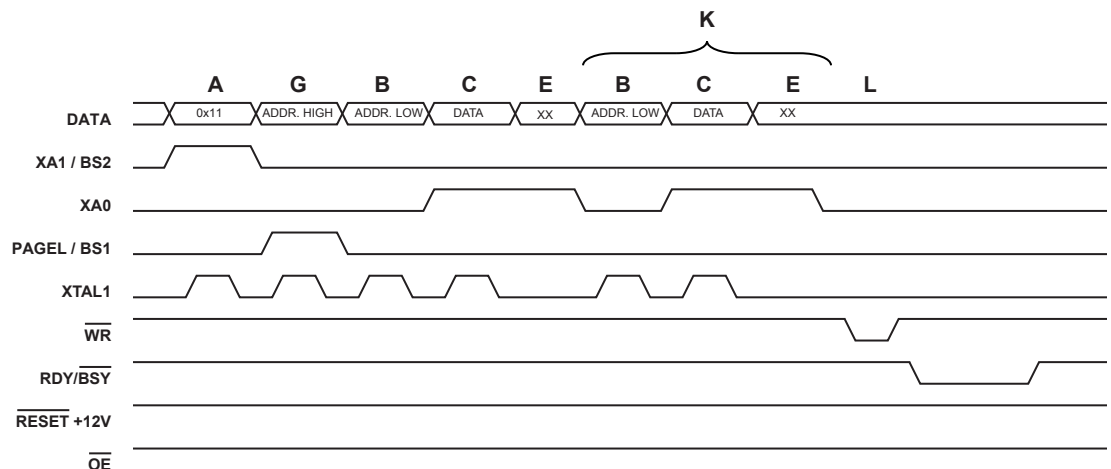 K
A G B C E B C E L
DATA 0x11 ADDR. HIGH ADDR. LOW DATA XX ADDR. LOW DATA XX
XA1 / BS2
XA0
PAGEL / BS1
XTAL1
WR
RDY/BSY
RESET +12V
OE